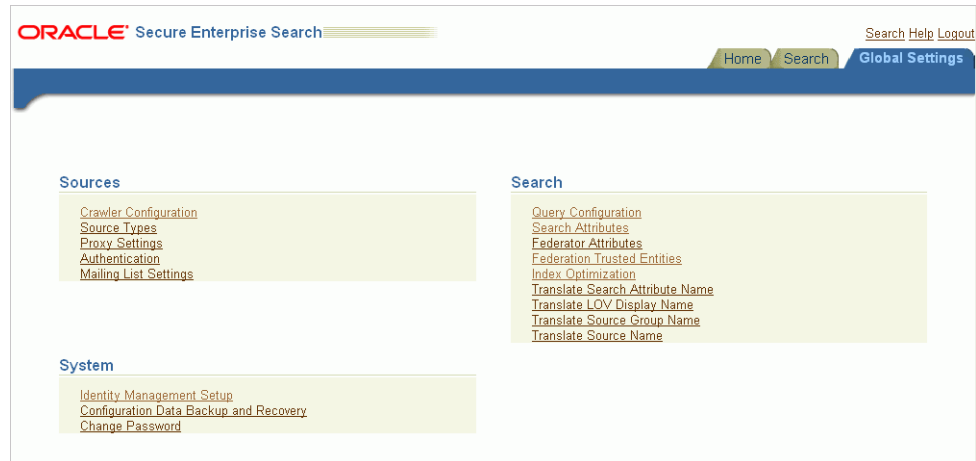 ORACLE Secure Enterprise Search
Search Help Logout
Home Search Global Settings
Sources
Crawler Configuration
Source Types
Proxy Settings
Authentication
Mailing List Settings
Search
Query Configuration
Search Attributes
Federator Attributes
Federation Trusted Entities
Index Optimization
Translate Search Attribute Name
Translate LOV Display Name
Translate Source Group Name
Translate Source Name
System
Identity Management Setup
Configuration Data Backup and Recovery
Change Password